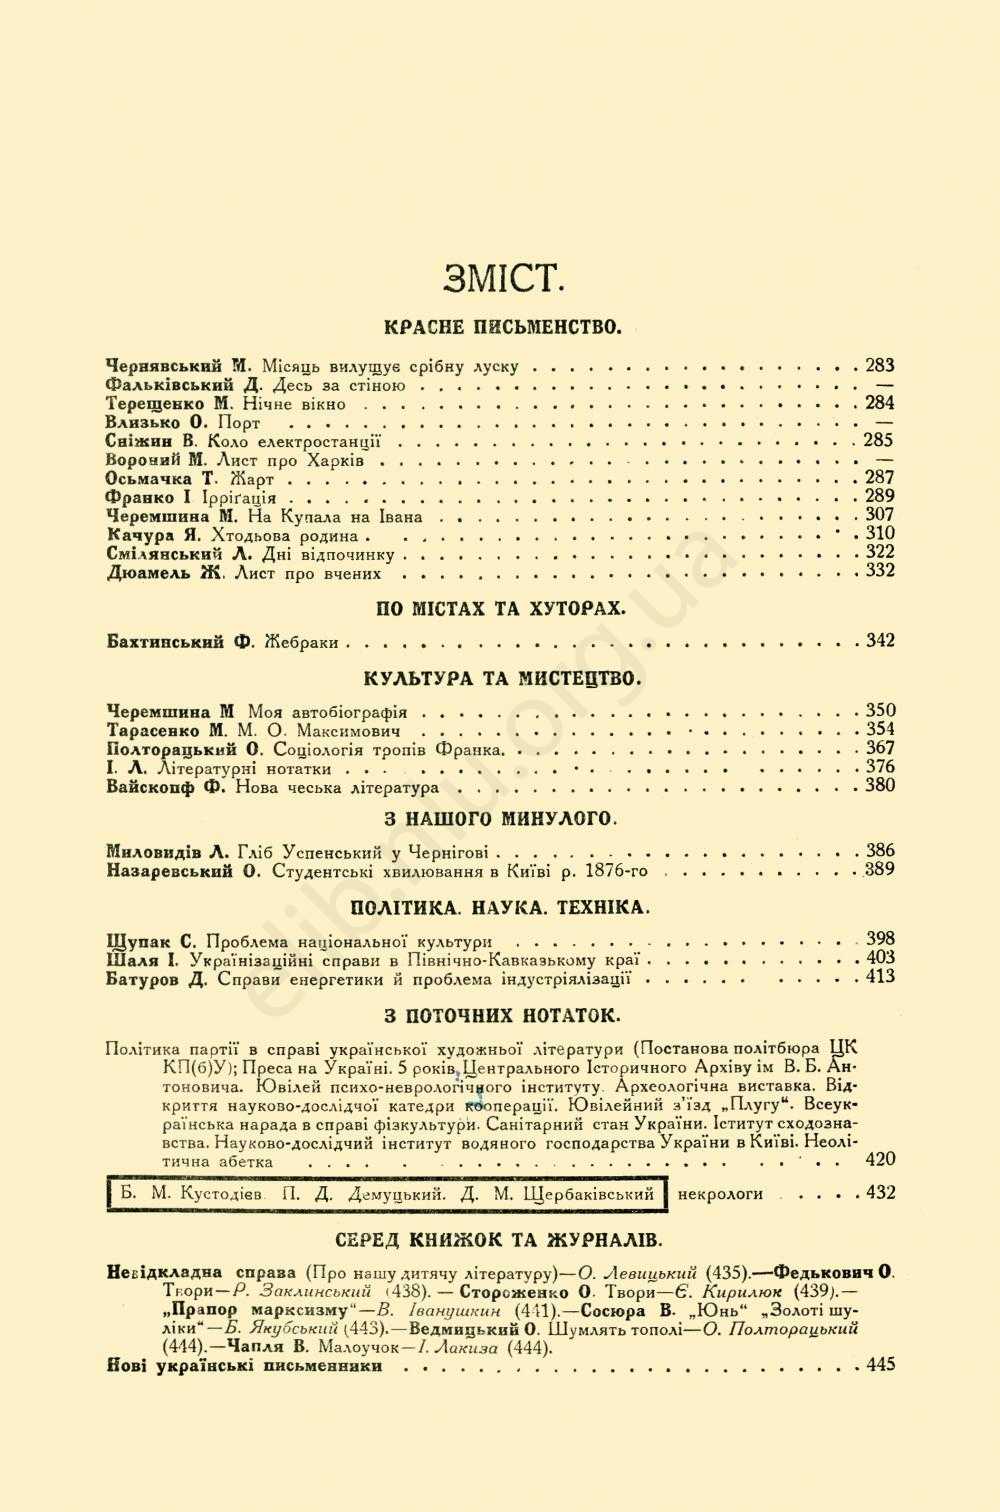 ЗМІСТ.
КРАСНЕ ПИСЬМЕНСТВО.
Чернявський М. Місяць вилущує срібну луску . . . . . . . . . . . . . . . . . . 283
Фальківський Д. Десь за стіною . . . . . . . . . . . . . . . . . . . . . . . —
Терещенко М. Нічне вікно . . . . . . . . . . . . . . . . . . . . . . . . . . 284
Влизько О. Порт . . . . . . . . . . . . . . . . . . . . . . . . . . . . . —
Сніжин В. Коло електростанції . . . . . . . . . . . . . . . . . . . . . . . . 285
Вороний М. Лист про Харків . . . . . . . . . . . . . . . . . . . . . . . . . —
Осьмачка Т. Жарт . . . . . . . . . . . . . . . . . . . . . . . . . . . . . . 287
Франко І Ірріґація . . . . . . . . . . . . . . . . . . . . . . . . . . . . . . 289
Черемшина М. На Купала на Івана . . . . . . . . . . . . . . . . . . . . . . 307
Качура Я. Хтодьова родина . . . . . . . . . . . . . . . . . . . . . . . . . . 310
Смілянський Л. Дні відпочинку . . . . . . . . . . . . . . . . . . . . . . . . 322
Дюамель Ж. Лист про вчених . . . . . . . . . . . . . . . . . . . . . . . . 332
ПО МІСТАХ ТА ХУТОРАХ.
Бахтинський Ф. Жебраки . . . . . . . . . . . . . . . . . . . . . . . . . . . 342
КУЛЬТУРА ТА МИСТЕЦТВО.
Черемшина М Моя автобіографія . . . . . . . . . . . . . . . . . . . . . . . 350
Тарасенко М. М. О. Максимович . . . . . . . . . . . . . . . . . . . . . . . 354
Полторацький О. Соціологія тропів Франка. . . . . . . . . . . . . . . . . . . 367
І. Л. Літературні нотатки . . . . . . . . . . . . . . . . . . . . . . . . . . 376
Вайскопф Ф. Нова чеська література . . . . . . . . . . . . . . . . . . . . . 380
З НАШОГО МИНУЛОГО.
Миловидів Л. Гліб Успенський у Чернігові . . . . . . . . . . . . . . . . . . . 386
Назаревський О. Студентські хвилювання в Київі р. 1876-го . . . . . . . . . . . 389
ПОЛІТИКА. НАУКА. ТЕХНІКА.
Щупак С. Проблема національної культури . . . . . . . . . . . . . . . . . . 398
Шаля І. Українізаційні справи в Північно-Кавказькому краї . . . . . . . . . . . . 403
Батуров Д. Справи енергетики й проблема індустріялізації . . . . . . . . . . . 413
З ПОТОЧНИХ НОТАТОК.
Політика партії в справі української художньої літератури (Постанова політбюра ЦК
КП(б)У); Преса на Україні. 5 років Центрального Історичного Архіву ім В. Б. Ан-
тоновича. Ювілей психо-неврологічного інституту. Археологічна виставка. Від-
криття науково-дослідчої катедри кооперації. Ювілейний з’їзд „Плугу“. Всеук-
раїнська нарада в справі фізкультури. Санітарний стан України. Іститут сходозна-
вства. Науково-дослідчий інститут водяного господарства України в Київі. Неолі-
тична абетка . . . . . . . . . . . . . . . . . . . . . . . . . . 420
Б. М. Кустодієв. П. Д. Демуцький. Д. М. Щербаківський некрологи . . . . . 432
СЕРЕД КНИЖОК ТА ЖУРНАЛІВ.
Невідкладна справа (Про нашу дитячу літературу)—О. Левицький (435).—Федькович О.
Твори—Р. Заклинський (438). — Стороженко О. Твори—Є. Кирилюк (439).—
„Прапор марксизму“—В. Іванушкин (441).—Сосюра В. „Юнь“ „Золоті шу-
ліки“—Б. Якубський (443).—Ведмицький О. Шумлять тополі—О. Полторацький
(444).—Чапля В. Малоучок—І. Лакиза (444).
Нові українські письменники . . . . . . . . . . . . . . . . . . . . . . . . 445
elib.nlu.org.ua